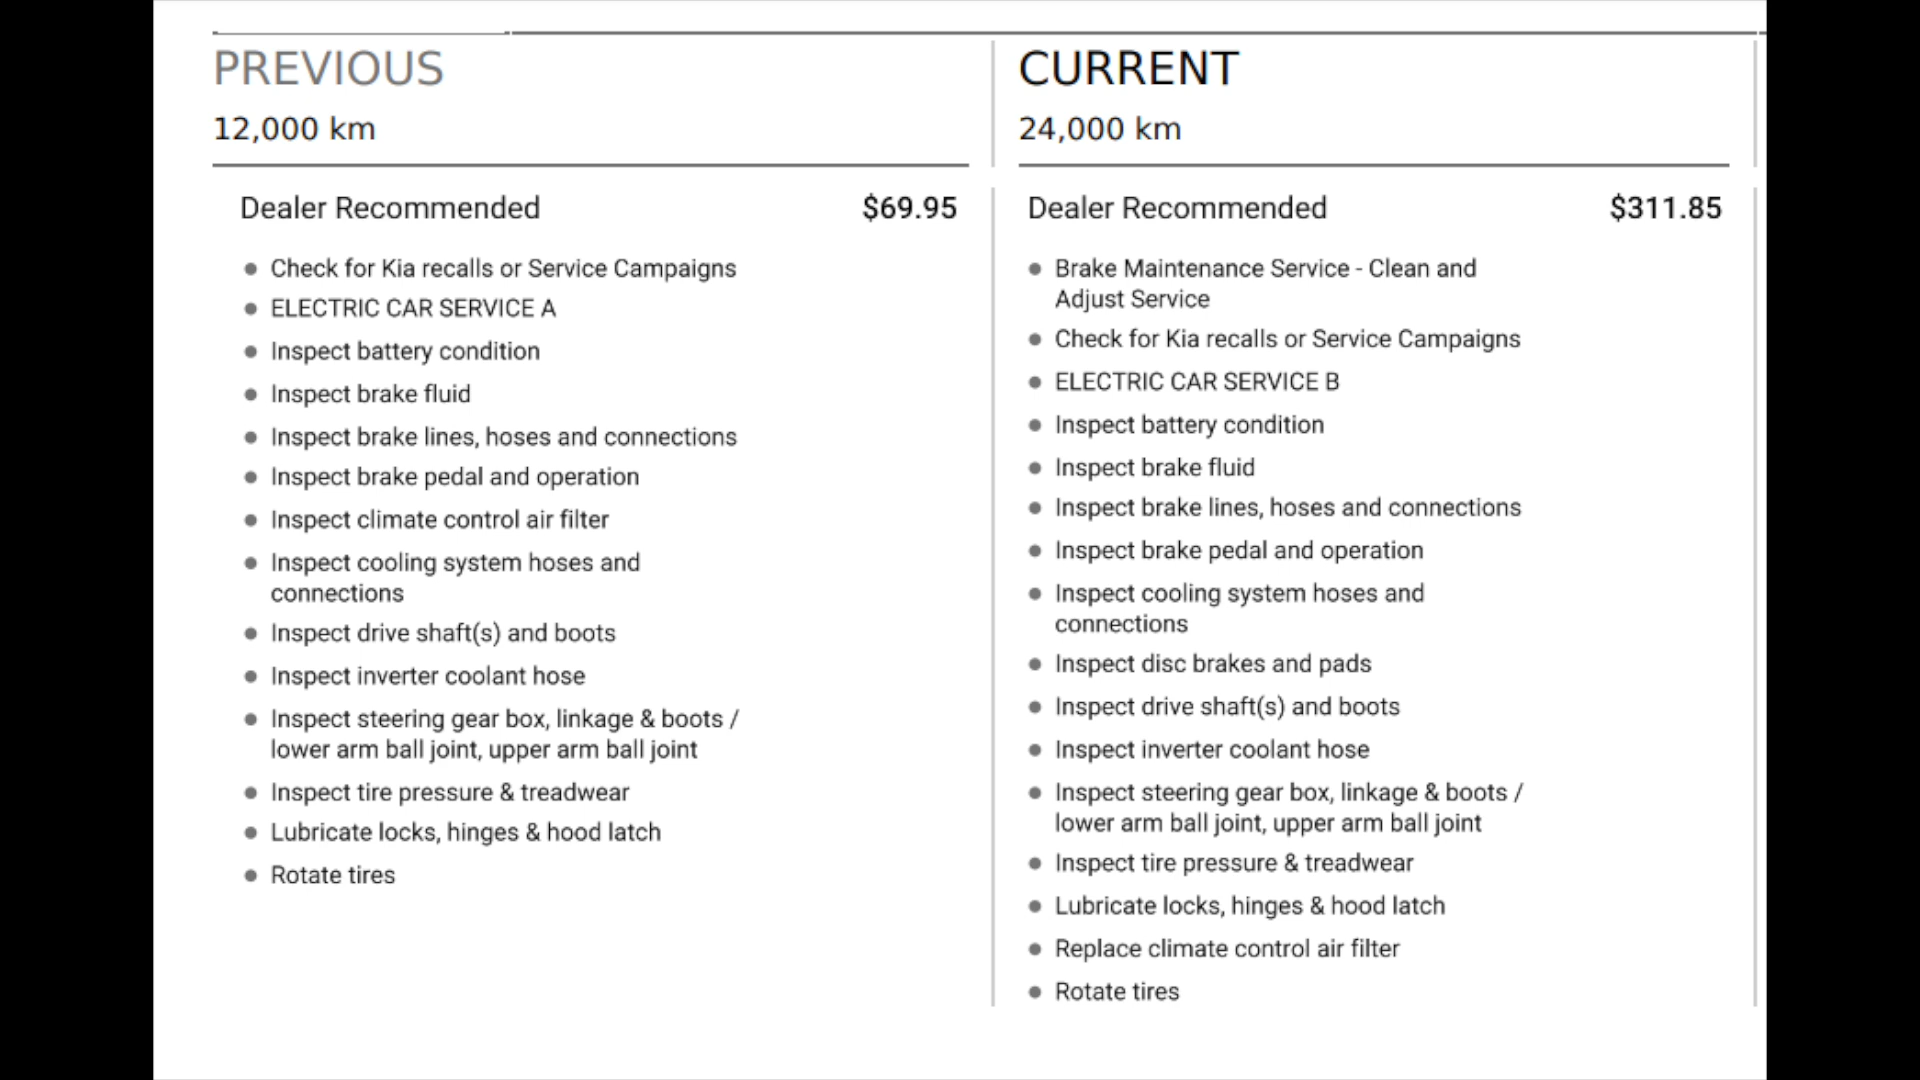 PREVIOUS
12,000 km
Dealer Recommended $69.95
Check for Kia recalls or Service Campaigns
ELECTRIC CAR SERVICE A
Inspect battery condition
Inspect brake fluid
Inspect brake lines, hoses and connections
Inspect brake pedal and operation
Inspect climate control air filter
Inspect cooling system hoses and
connections
Inspect drive shaft(s) and boots
Inspect inverter coolant hose
Inspect steering gear box, linkage & boots /
lower arm ball joint, upper arm ball joint
Inspect tire pressure & treadwear
Lubricate locks, hinges & hood latch
Rotate tires
CURRENT
24,000 km
Dealer Recommended $311.85
Brake Maintenance Service - Clean and
Adjust Service
Check for Kia recalls or Service Campaigns
ELECTRIC CAR SERVICE B
Inspect battery condition
Inspect brake fluid
Inspect brake lines, hoses and connections
Inspect brake pedal and operation
Inspect cooling system hoses and
connections
Inspect disc brakes and pads
Inspect drive shaft(s) and boots
Inspect inverter coolant hose
Inspect steering gear box, linkage & boots /
lower arm ball joint, upper arm ball joint
Inspect tire pressure & treadwear
Lubricate locks, hinges & hood latch
Replace climate control air filter
Rotate tires